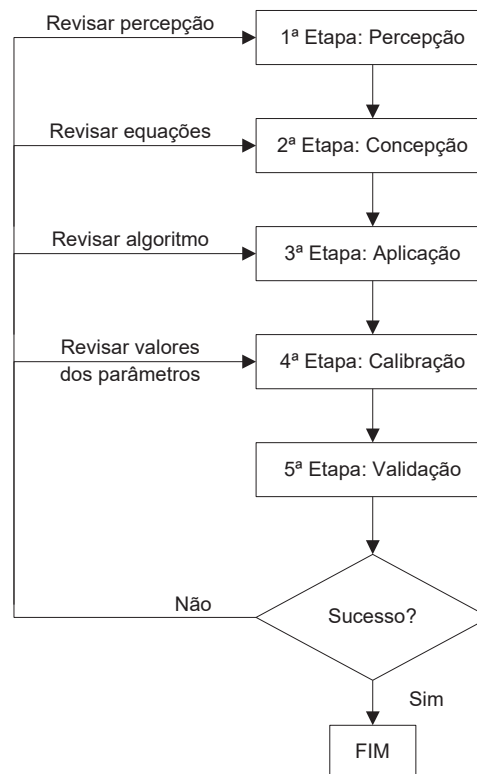 Revisar percepção
1ª Etapa: Percepção
Revisar equações
2ª Etapa: Concepção
Revisar algoritmo
3ª Etapa: Aplicação
Revisar valores
dos parâmetros
4ª Etapa: Calibração
5ª Etapa: Validação
Não
Sucesso?
Sim
FIM